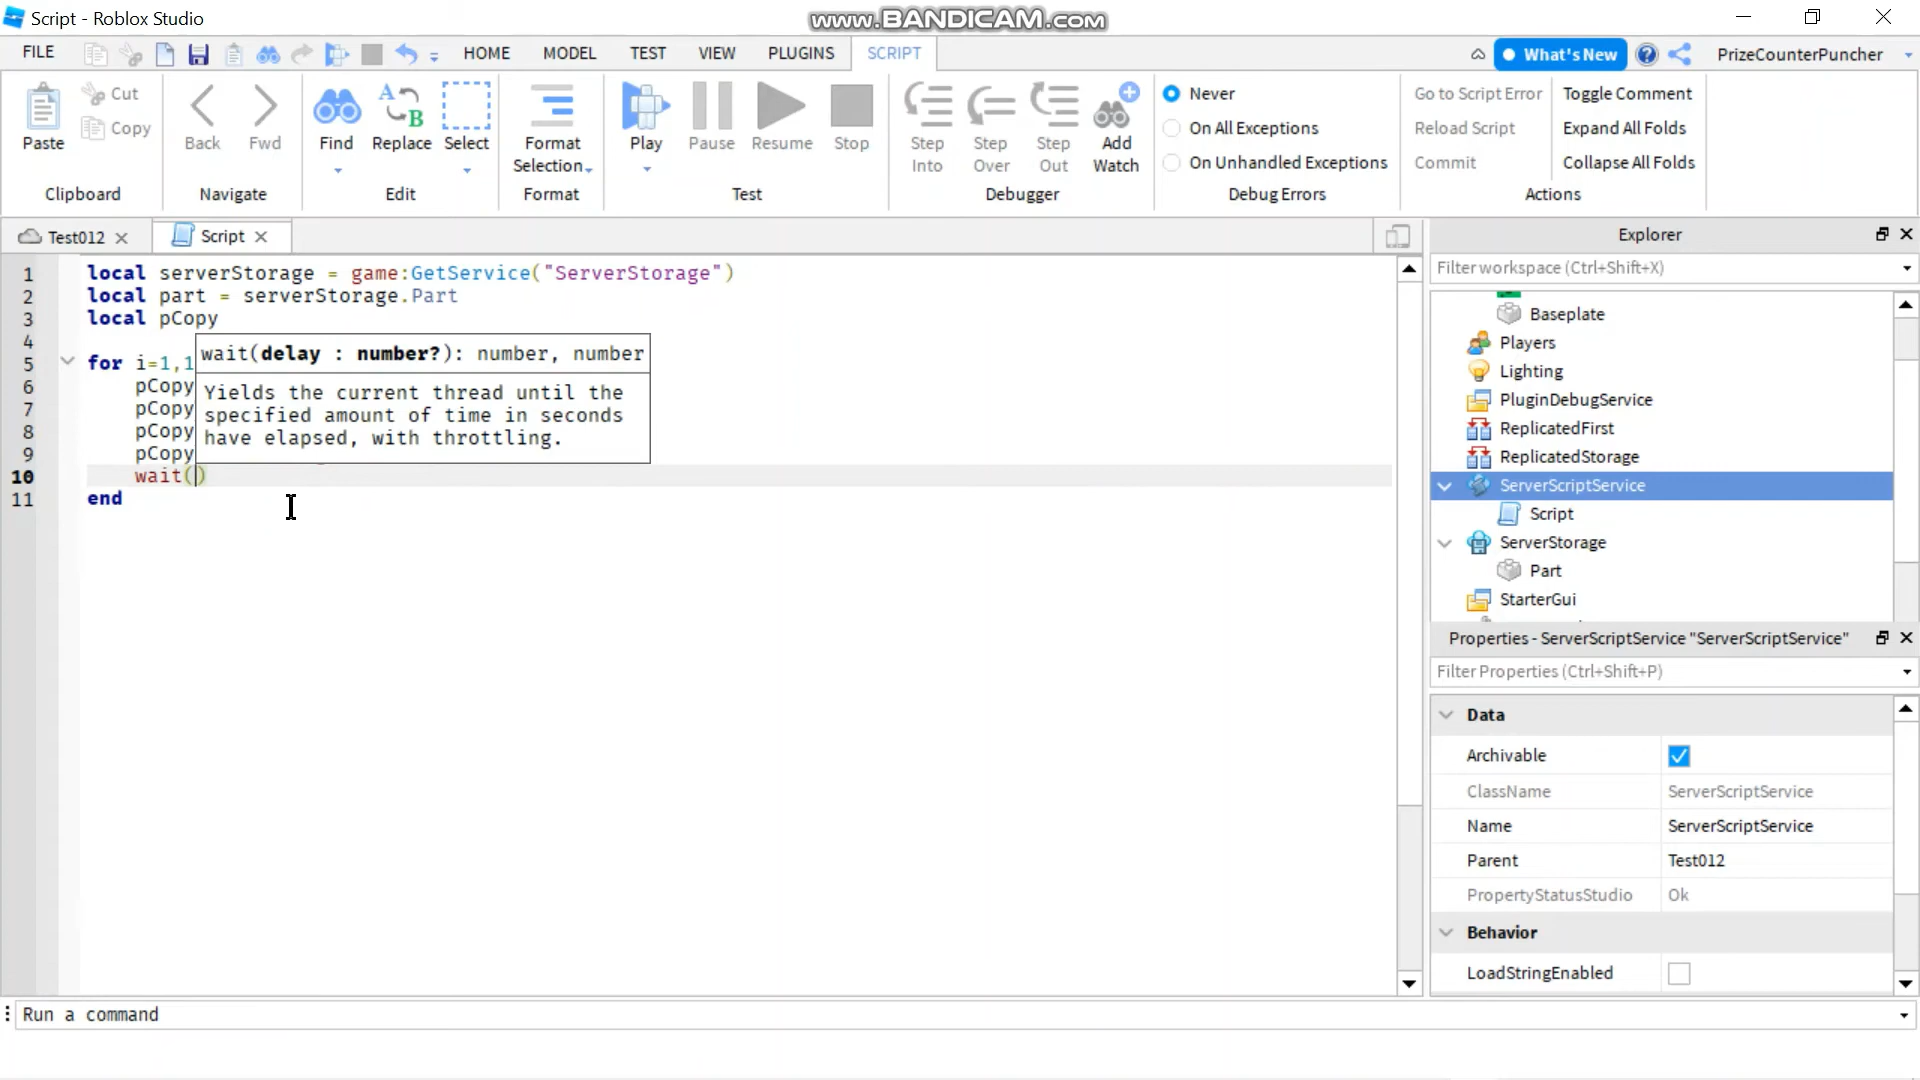 Script - Roblox Studio
www.BANDICAM.com
FILE
HOME
MODEL
TEST
VIEW
PLUGINS
SCRIPT
What's New
PrizeCounterPuncher
Paste
Cut
Copy
Clipboard
Back
Fwd
Navigate
Find
Replace
Select
Edit
Format
Selection
Format
Play
Pause
Resume
Stop
Test
Step
Into
Step
Over
Step
Out
Add
Watch
Debugger
Never
On All Exceptions
On Unhandled Exceptions
Debug Errors
Go to Script Error
Reload Script
Commit
Toggle Comment
Expand All Folds
Collapse All Folds
Actions
Test012
Script
1 local serverStorage = game:GetService("ServerStorage")
2 local part = serverStorage.Part
3 local pCopy
4
5 for i=1,1
6 pCopy
7 pCopy
8 pCopy
9 pCopy
10 wait()
11 end
wait(delay : number?): number, number
Yields the current thread until the
specified amount of time in seconds
have elapsed, with throttling.
Explorer
Filter workspace (Ctrl+Shift+X)
Baseplate
Players
Lighting
PluginDebugService
ReplicatedFirst
ReplicatedStorage
ServerScriptService
Script
ServerStorage
Part
StarterGui
Properties - ServerScriptService "ServerScriptService"
Filter Properties (Ctrl+Shift+P)
Data
Archivable
ClassName ServerScriptService
Name ServerScriptService
Parent Test012
PropertyStatusStudio Ok
Behavior
LoadStringEnabled
Run a command